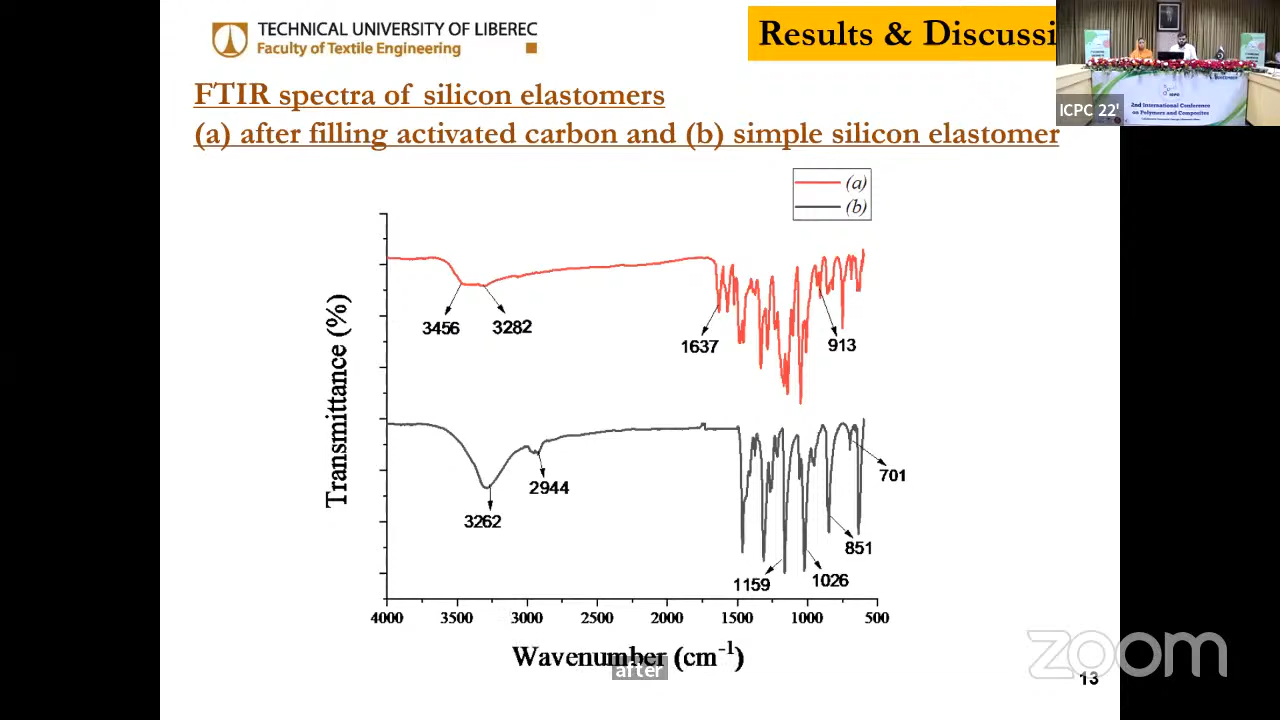 TECHNICAL UNIVERSITY OF LIBEREC
Faculty of Textile Engineering
Results & Discussi
ICPC 22'
2nd International Conference
on Polymers and Composites
FTIR spectra of silicon elastomers
(a) after filling activated carbon and (b) simple silicon elastomer
(a)
(b)
Transmittance (%)
3456
3282
1637
913
3262
2944
1159
1026
851
701
4000
3500
3000
2500
2000
1500
1000
500
Wavenumber (cm-1)
after
zoom
13